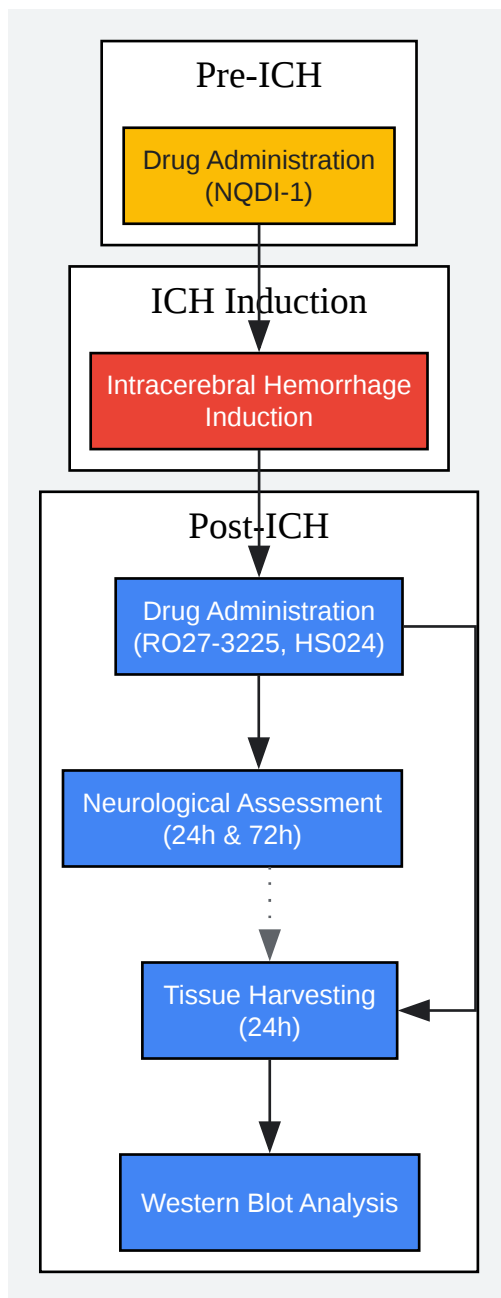 Pre-ICH
Drug Administration
(NQDI-1)
ICH Induction
Intracerebral Hemorrhage
Induction
Post-ICH
Drug Administration
(RO27-3225, HS024)
Neurological Assessment
(24h & 72h)
Tissue Harvesting
(24h)
Western Blot Analysis